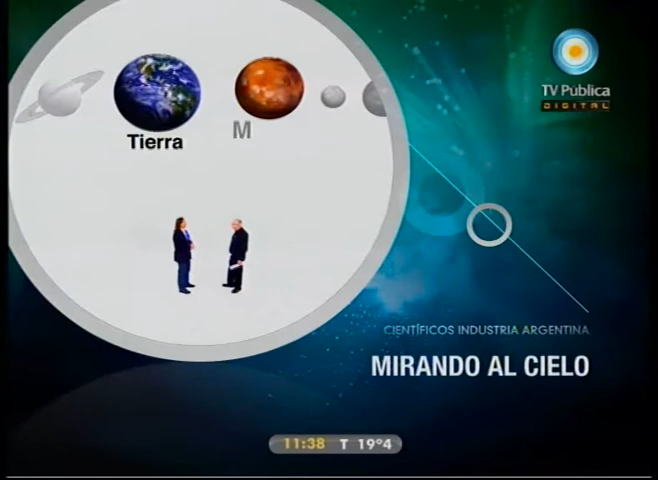 TV Pública
DIGITAL
Tierra
M
CIENTÍFICOS INDUSTRIA ARGENTINA
MIRANDO AL CIELO
11:38 T 19º4